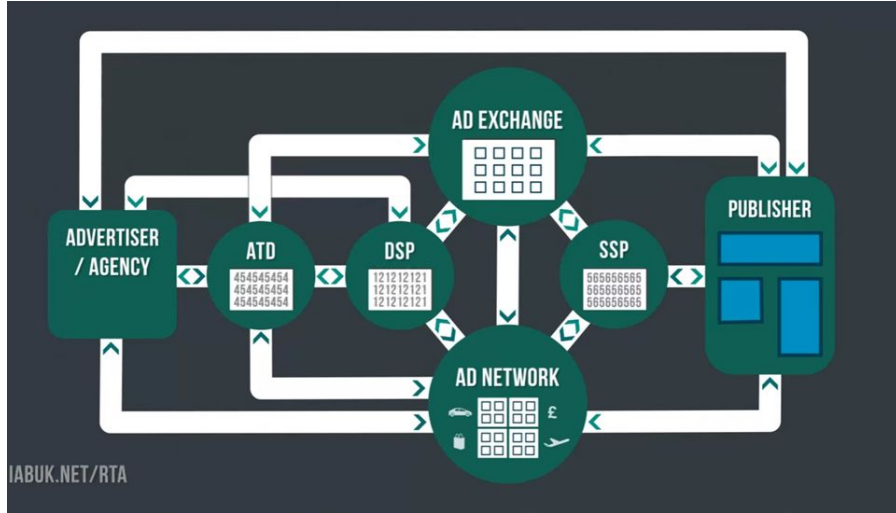 AD EXCHANGE
ADVERTISER
/ AGENCY
ATD
454545454
454545454
454545454
DSP
121212121
121212121
121212121
SSP
565656565
565656565
565656565
PUBLISHER
AD NETWORK
£
IABUK.NET/RTA